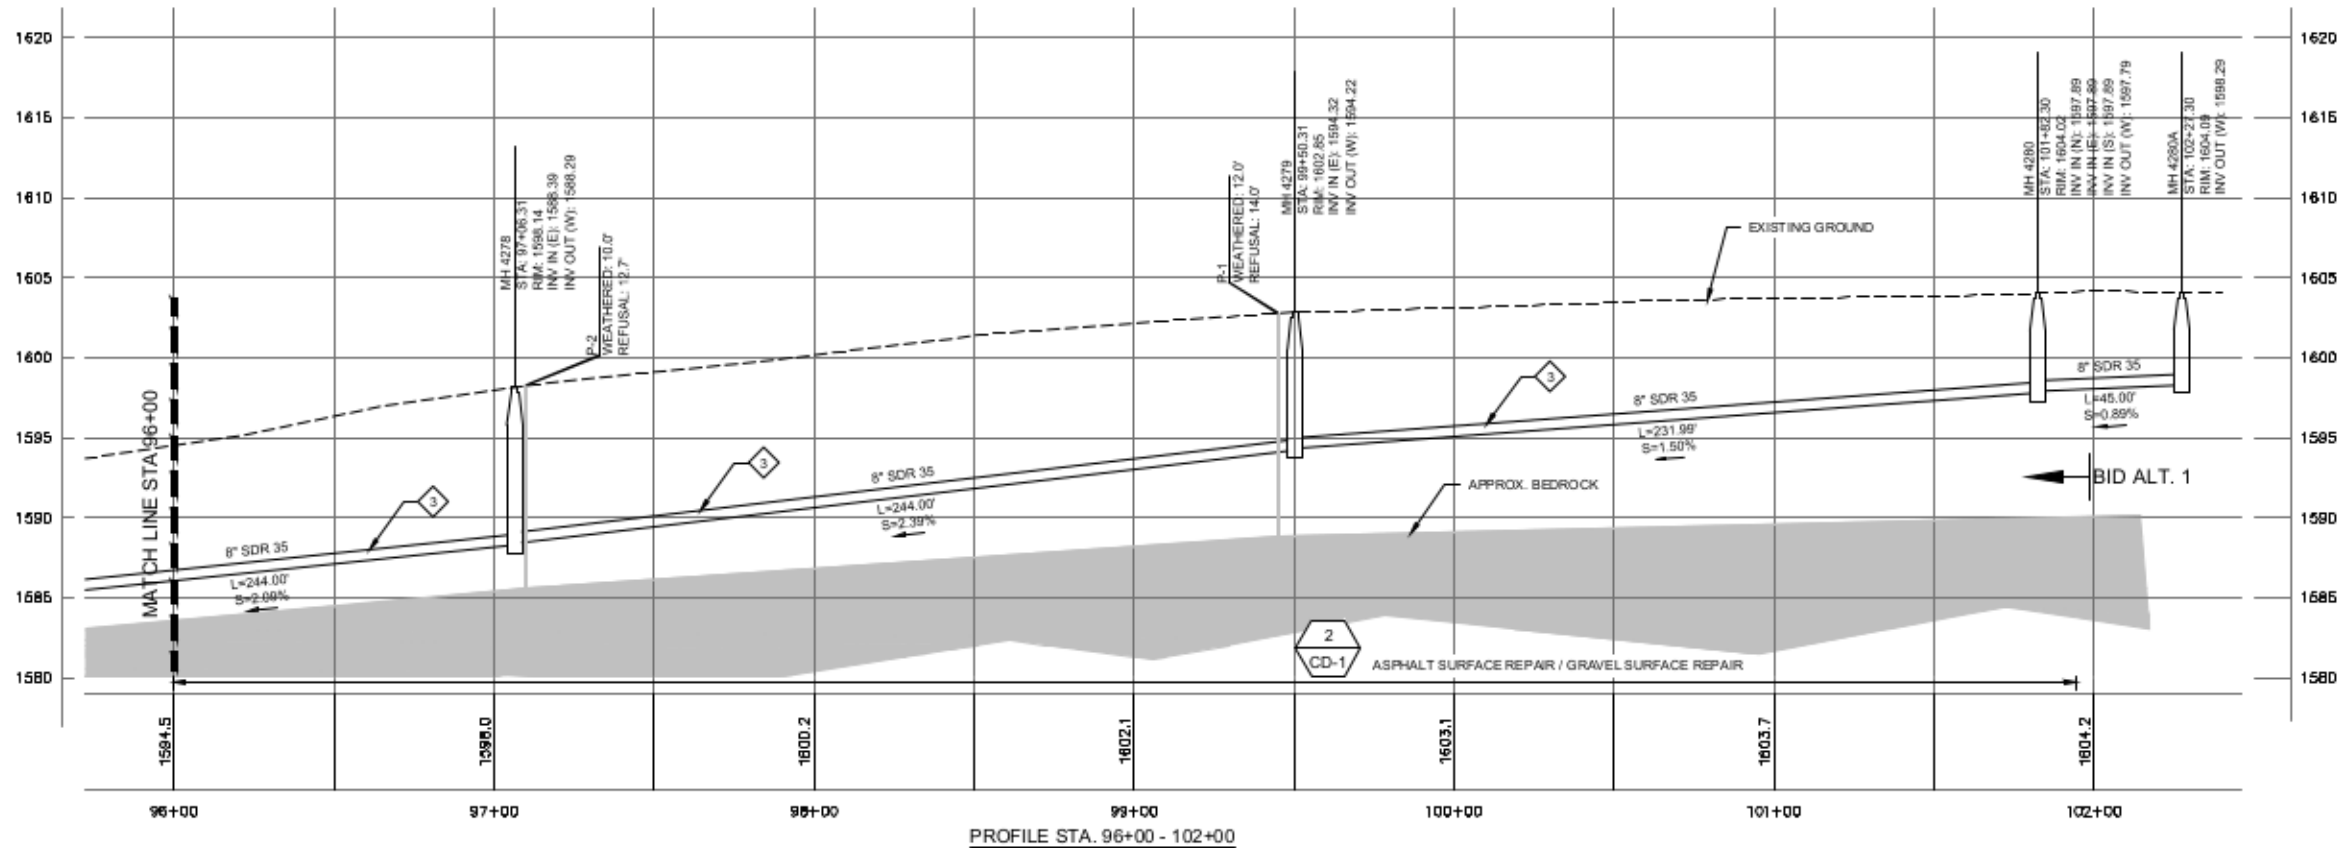 1620
1615
1610
1605
1600
1595
1590
1585
1580
1620
1615
1610
1605
1600
1595
1590
1585
1580
MATCH LINE STA 96+00
8" SDR 35
L=244.00'
S=2.09%
3
MH 4278
STA: 97+06.31
RIM: 1598.14
INV IN (E): 1588.39
INV OUT (W): 1588.29
P-2
WEATHERED: 10.0'
REFUSAL: 12.7'
3
8" SDR 35
L=244.00'
S=2.39%
P-1
WEATHERED: 12.0'
REFUSAL: 14.0'
MH 4279
STA: 99+50.31
RIM: 1602.85
INV IN (E): 1594.32
INV OUT (W): 1594.22
3
8" SDR 35
L=231.99'
S=1.50%
EXISTING GROUND
APPROX. BEDROCK
MH 4280
STA: 101+82.30
RIM: 1604.02
INV IN (N): 1597.89
INV IN (E): 1597.89
INV IN (S): 1597.89
INV OUT (W): 1597.79
MH 4280A
STA: 102+27.30
RIM: 1604.09
INV OUT (W): 1598.29
8" SDR 35
L=45.00'
S=0.89%
BID ALT. 1
2
CD-1
ASPHALT SURFACE REPAIR / GRAVEL SURFACE REPAIR
1594.5
1598.0
1600.2
1602.1
1603.1
1603.7
1604.2
96+00
97+00
98+00
99+00
100+00
101+00
102+00
PROFILE STA. 96+00 - 102+00